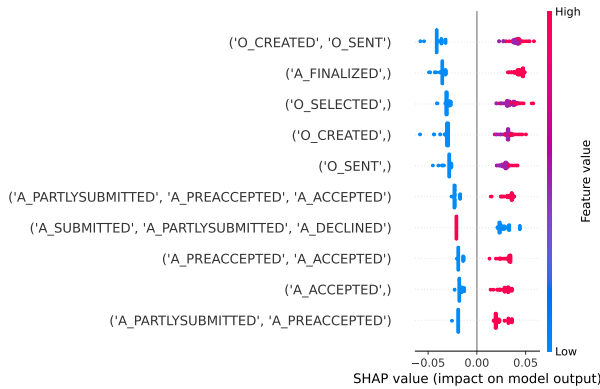 High
('O_CREATED', 'O_SENT')
('A_FINALIZED',)
('O_SELECTED',)
('O_CREATED',)
('O_SENT',)
('A_PARTLYSUBMITTED', 'A_PREACCEPTED', 'A_ACCEPTED')
('A_SUBMITTED', 'A_PARTLYSUBMITTED', 'A_DECLINED')
('A_PREACCEPTED', 'A_ACCEPTED')
('A_ACCEPTED',)
('A_PARTLYSUBMITTED', 'A_PREACCEPTED')
Feature value
Low
−0.05 0.00 0.05
SHAP value (impact on model output)